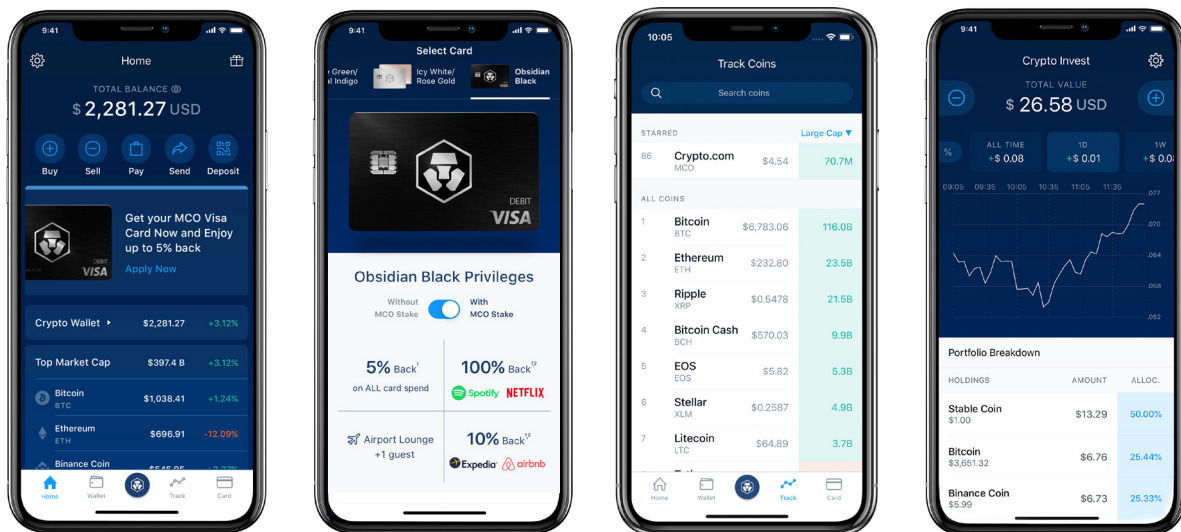 9:41
Home
TOTAL BALANCE
$ 2,281.27 USD
Buy Sell Pay Send Deposit
Get your MCO Visa
Card Now and Enjoy
up to 5% back
Apply Now
DEBIT
VISA
Crypto Wallet $2,281.27 +3.12%
Top Market Cap $397.4 B +3.12%
Bitcoin $1,038.41 +1.24%
BTC
Ethereum $696.91 -12.09%
ETH
Binance Coin
Home Wallet Track Card
9:41
Select Card
Green/ Icy White/ Obsidian
Indigo Rose Gold Black
DEBIT
VISA
Obsidian Black Privileges
Without With
MCO Stake MCO Stake
5% Back¹ 100% Back¹²
on ALL card spend Spotify NETFLIX
Airport Lounge 10% Back¹³
+1 guest Expedia airbnb
10:05
Track Coins
Search coins
STARRED Large Cap ▼
86 Crypto.com $4.54 70.7M
MCO
ALL COINS
1 Bitcoin $6,783.06 116.0B
BTC
2 Ethereum $232.80 23.5B
ETH
3 Ripple $0.5478 21.5B
XRP
4 Bitcoin Cash $570.03 9.9B
BCH
5 EOS $5.82 5.3B
EOS
6 Stellar $0.2587 4.9B
XLM
7 Litecoin $64.89 3.7B
LTC
Home Wallet Track Card
9:41
Crypto Invest
TOTAL VALUE
$ 26.58 USD
% ALL TIME 1D 1W
+$ 0.08 +$ 0.01
09:05 09:35 10:05 10:35 11:05 11:35
.077
.070
.064
.058
.052
Portfolio Breakdown
HOLDINGS AMOUNT ALLOC.
Stable Coin $13.29 50.00%
$1.00
Bitcoin $6.76 25.44%
$3,651.32
Binance Coin $6.73 25.33%
$5.99